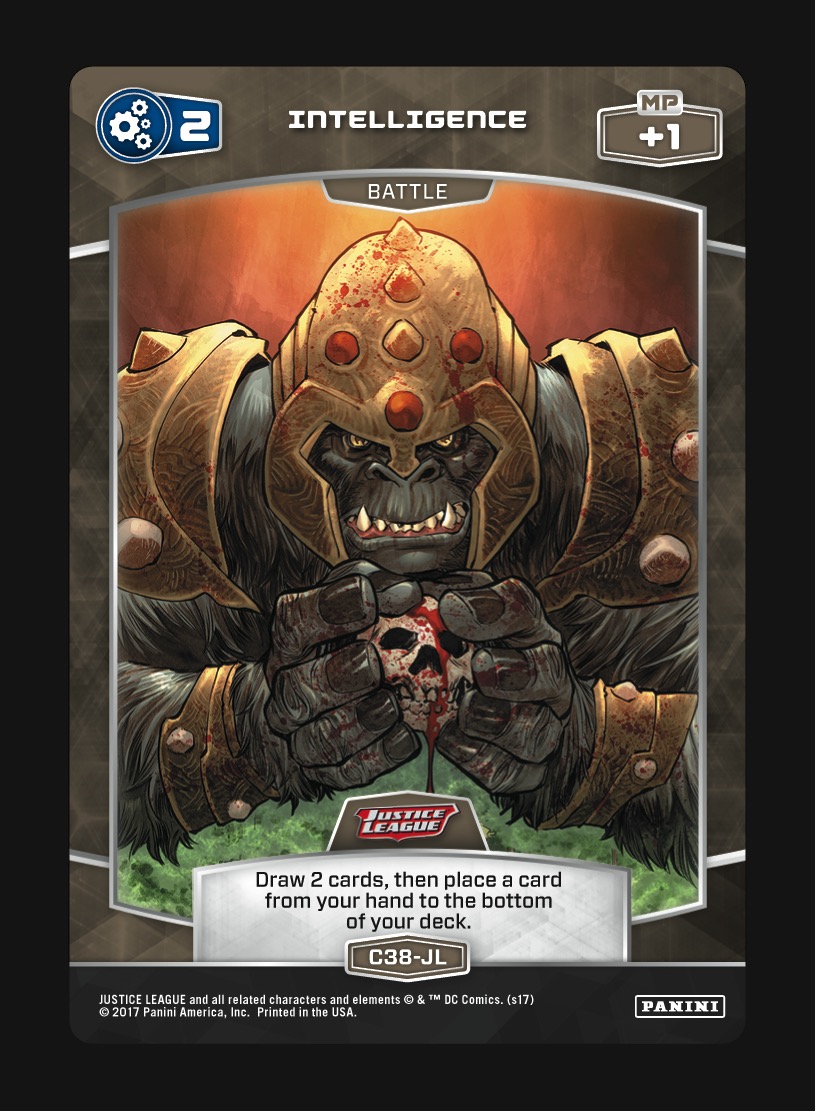 2
INTELLIGENCE
MP
+1
BATTLE
JUSTICE
LEAGUE
Draw 2 cards, then place a card
from your hand to the bottom
of your deck.
C38-JL
JUSTICE LEAGUE and all related characters and elements © & ™ DC Comics. (s17)
© 2017 Panini America, Inc.  Printed in the USA.
PANINI